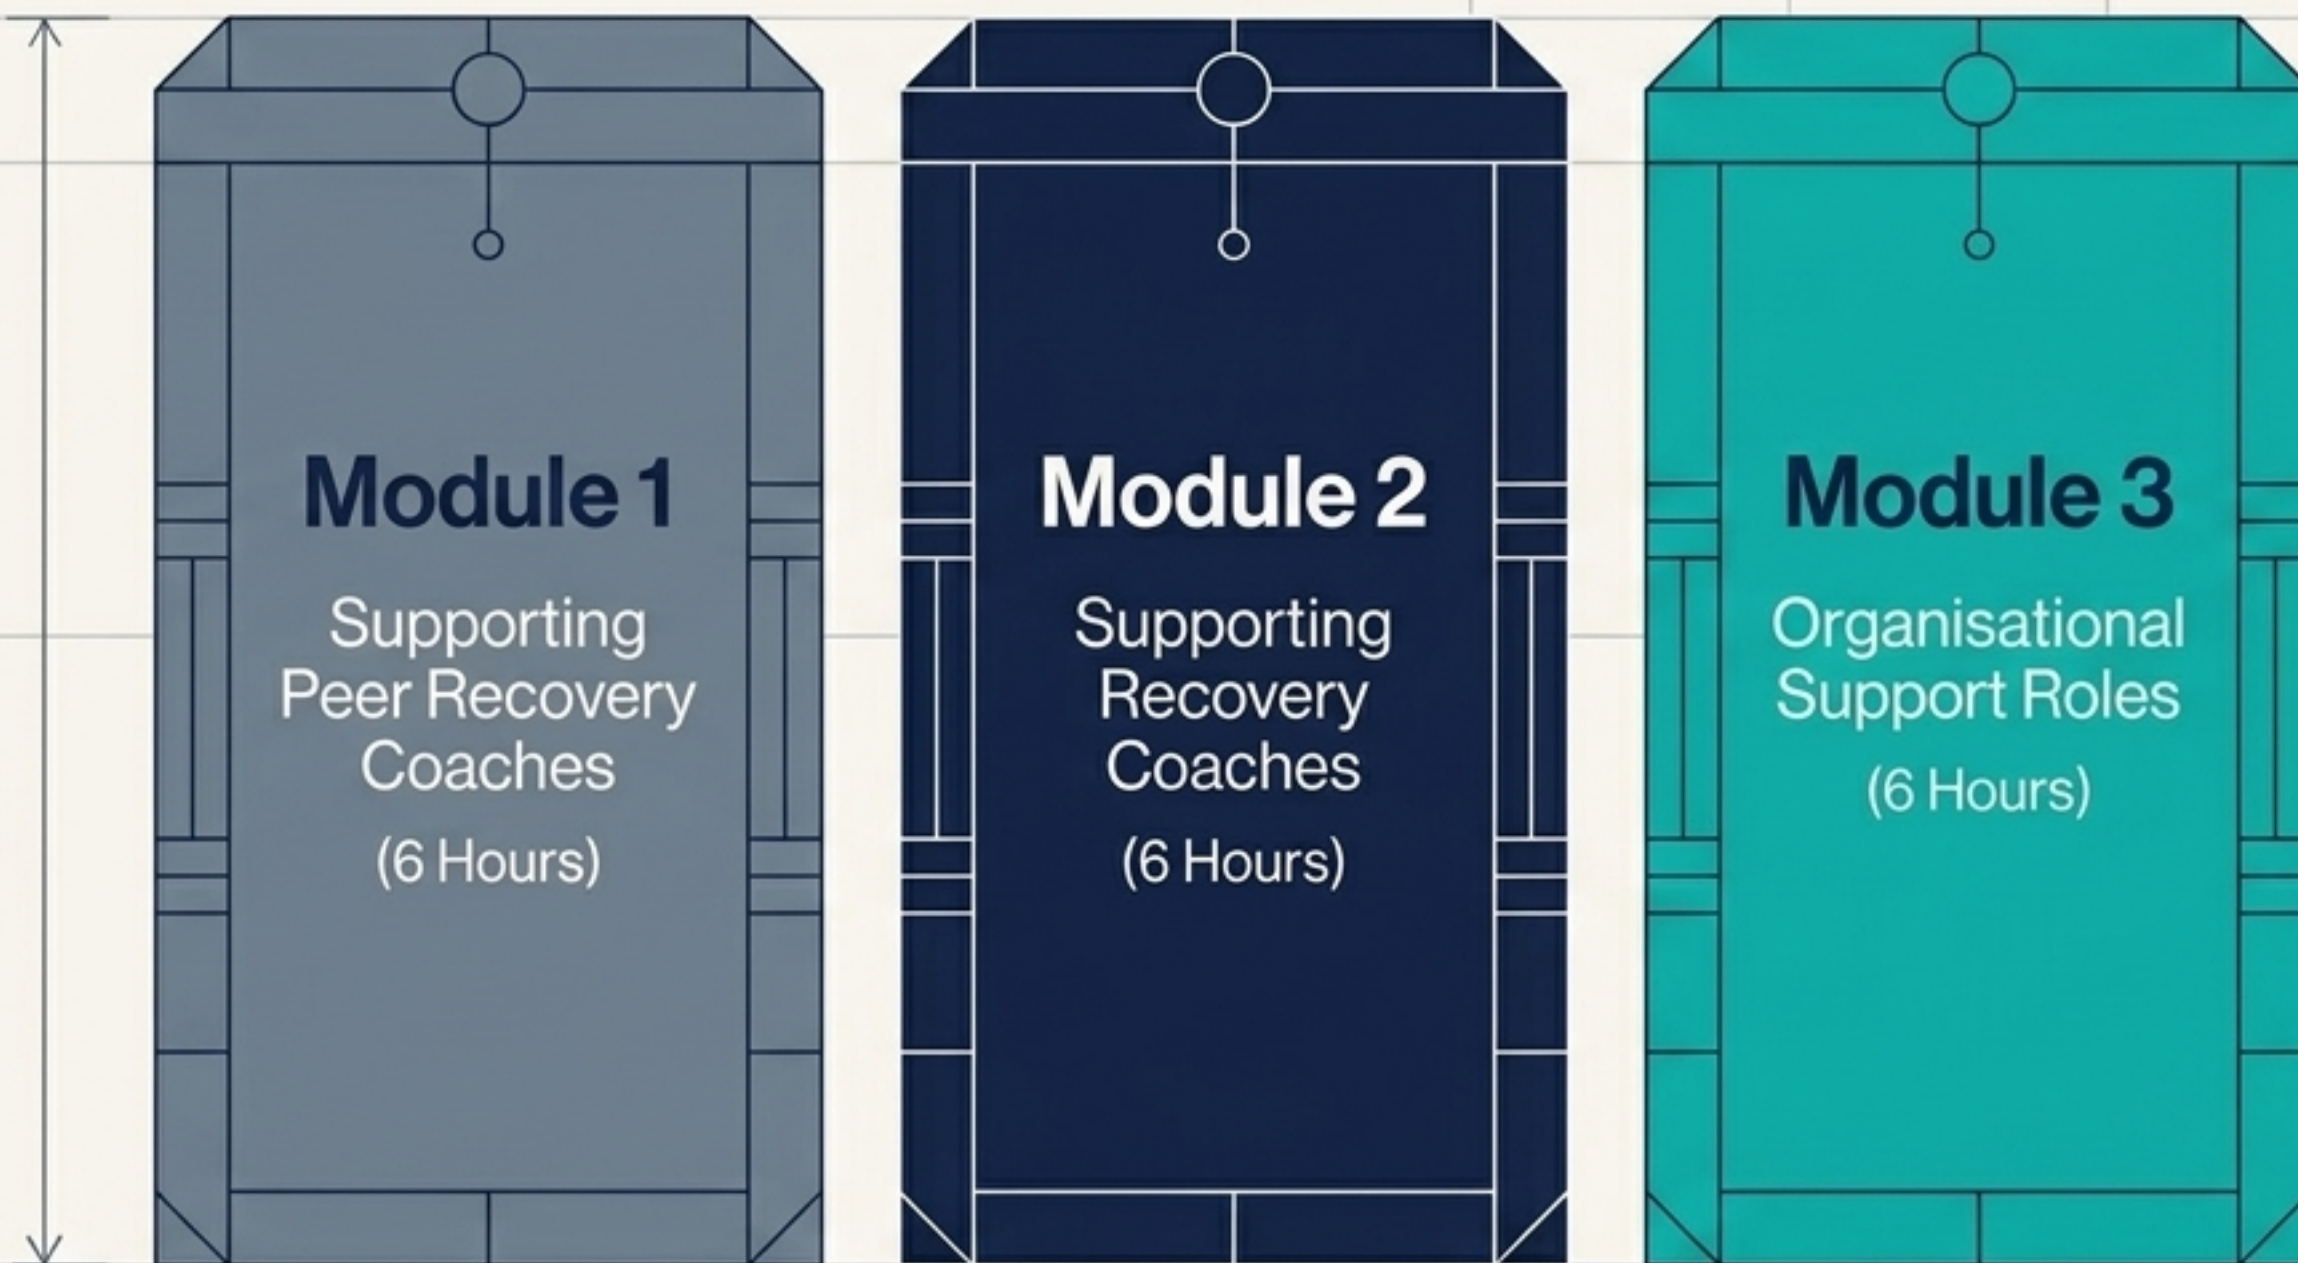 Module 1
Supporting
Peer Recovery
Coaches
(6 Hours)
Module 2
Supporting
Recovery
Coaches
(6 Hours)
Module 3
Organisational
Support Roles
(6 Hours)